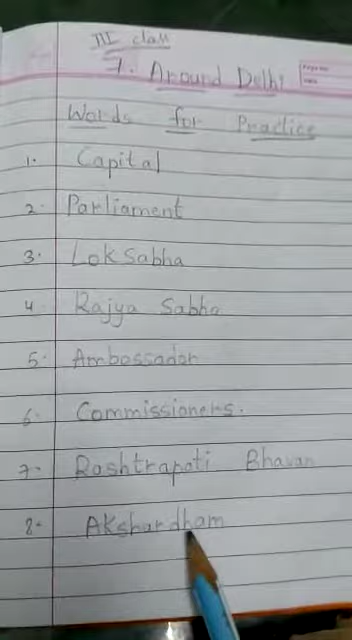 III class
7. Around Delhi
Words for Practice
1. Capital
2. Parliament
3. Lok Sabha
4. Rajya Sabha
5. Ambassador
6. Commissioners.
7. Rashtrapati Bhavan
8. Akshardham